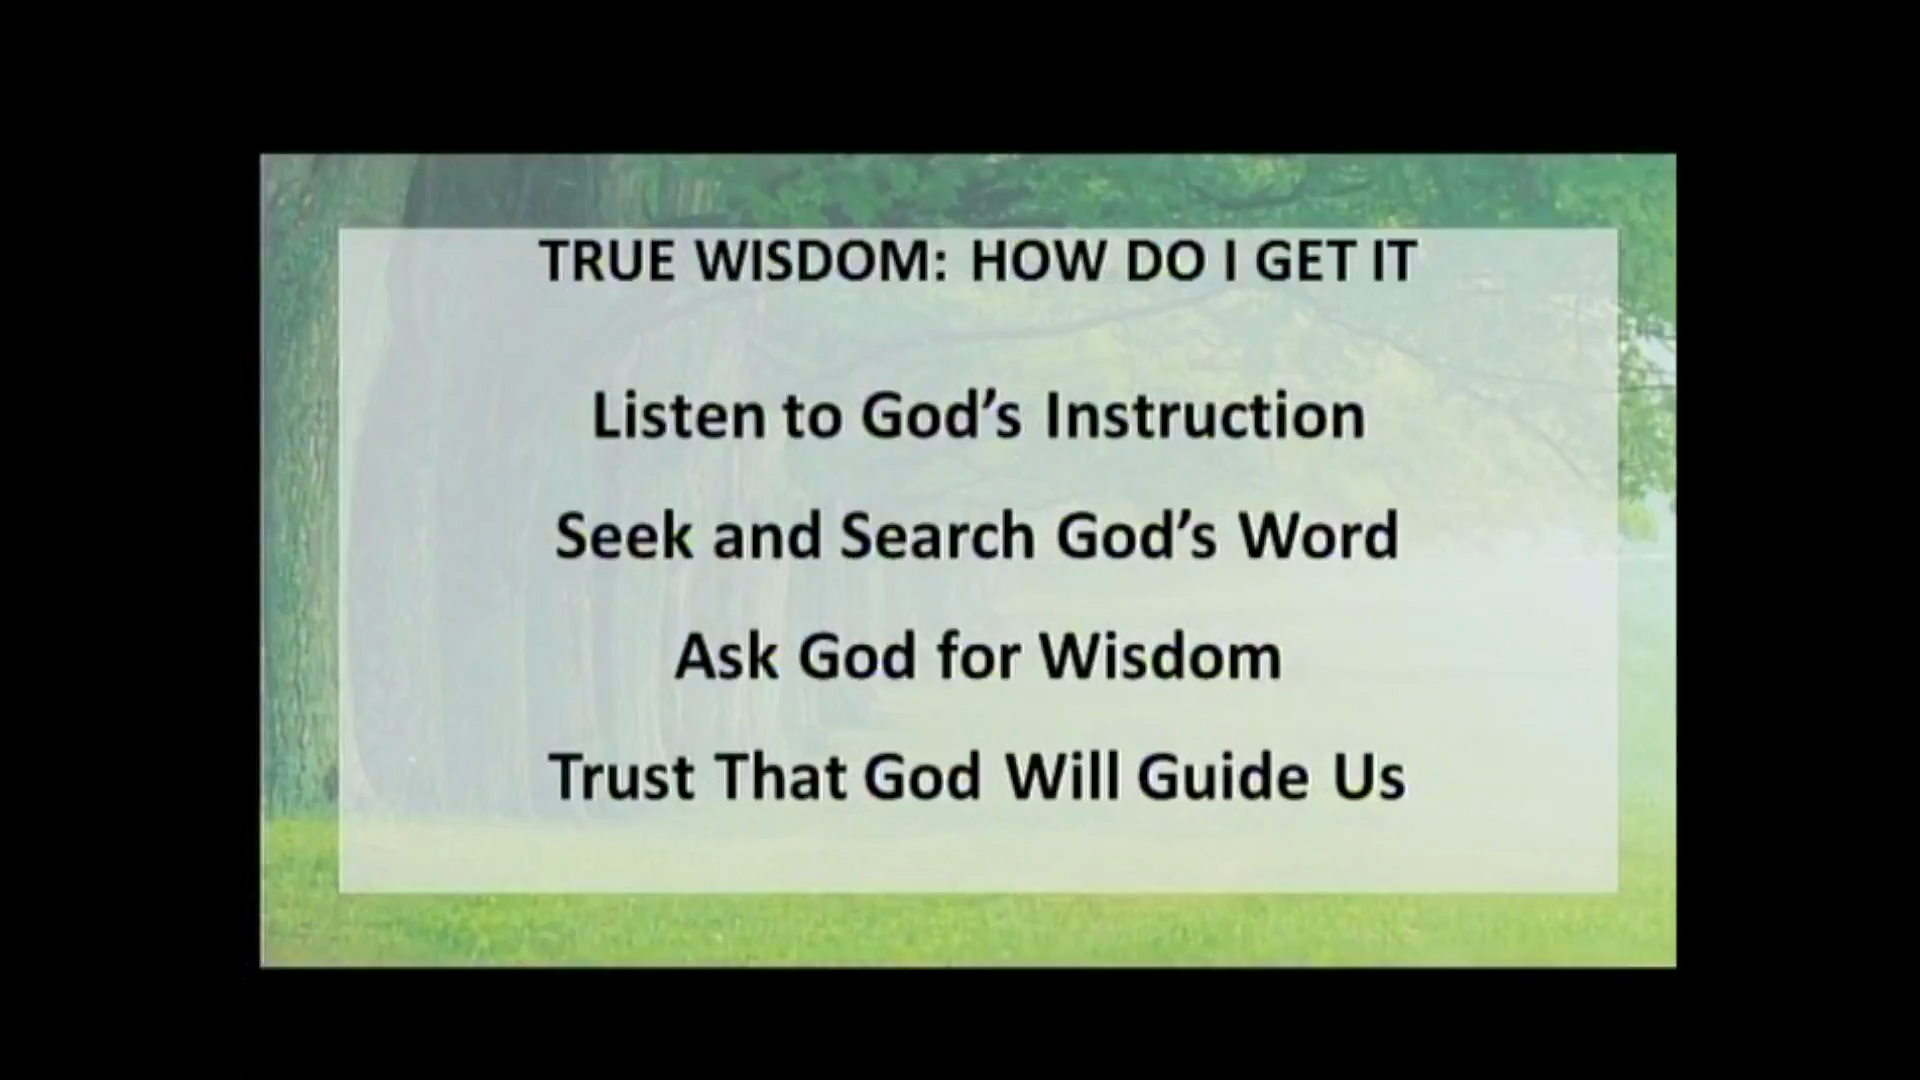 TRUE WISDOM: HOW DO I GET IT
Listen to God’s Instruction
Seek and Search God’s Word
Ask God for Wisdom
Trust That God Will Guide Us